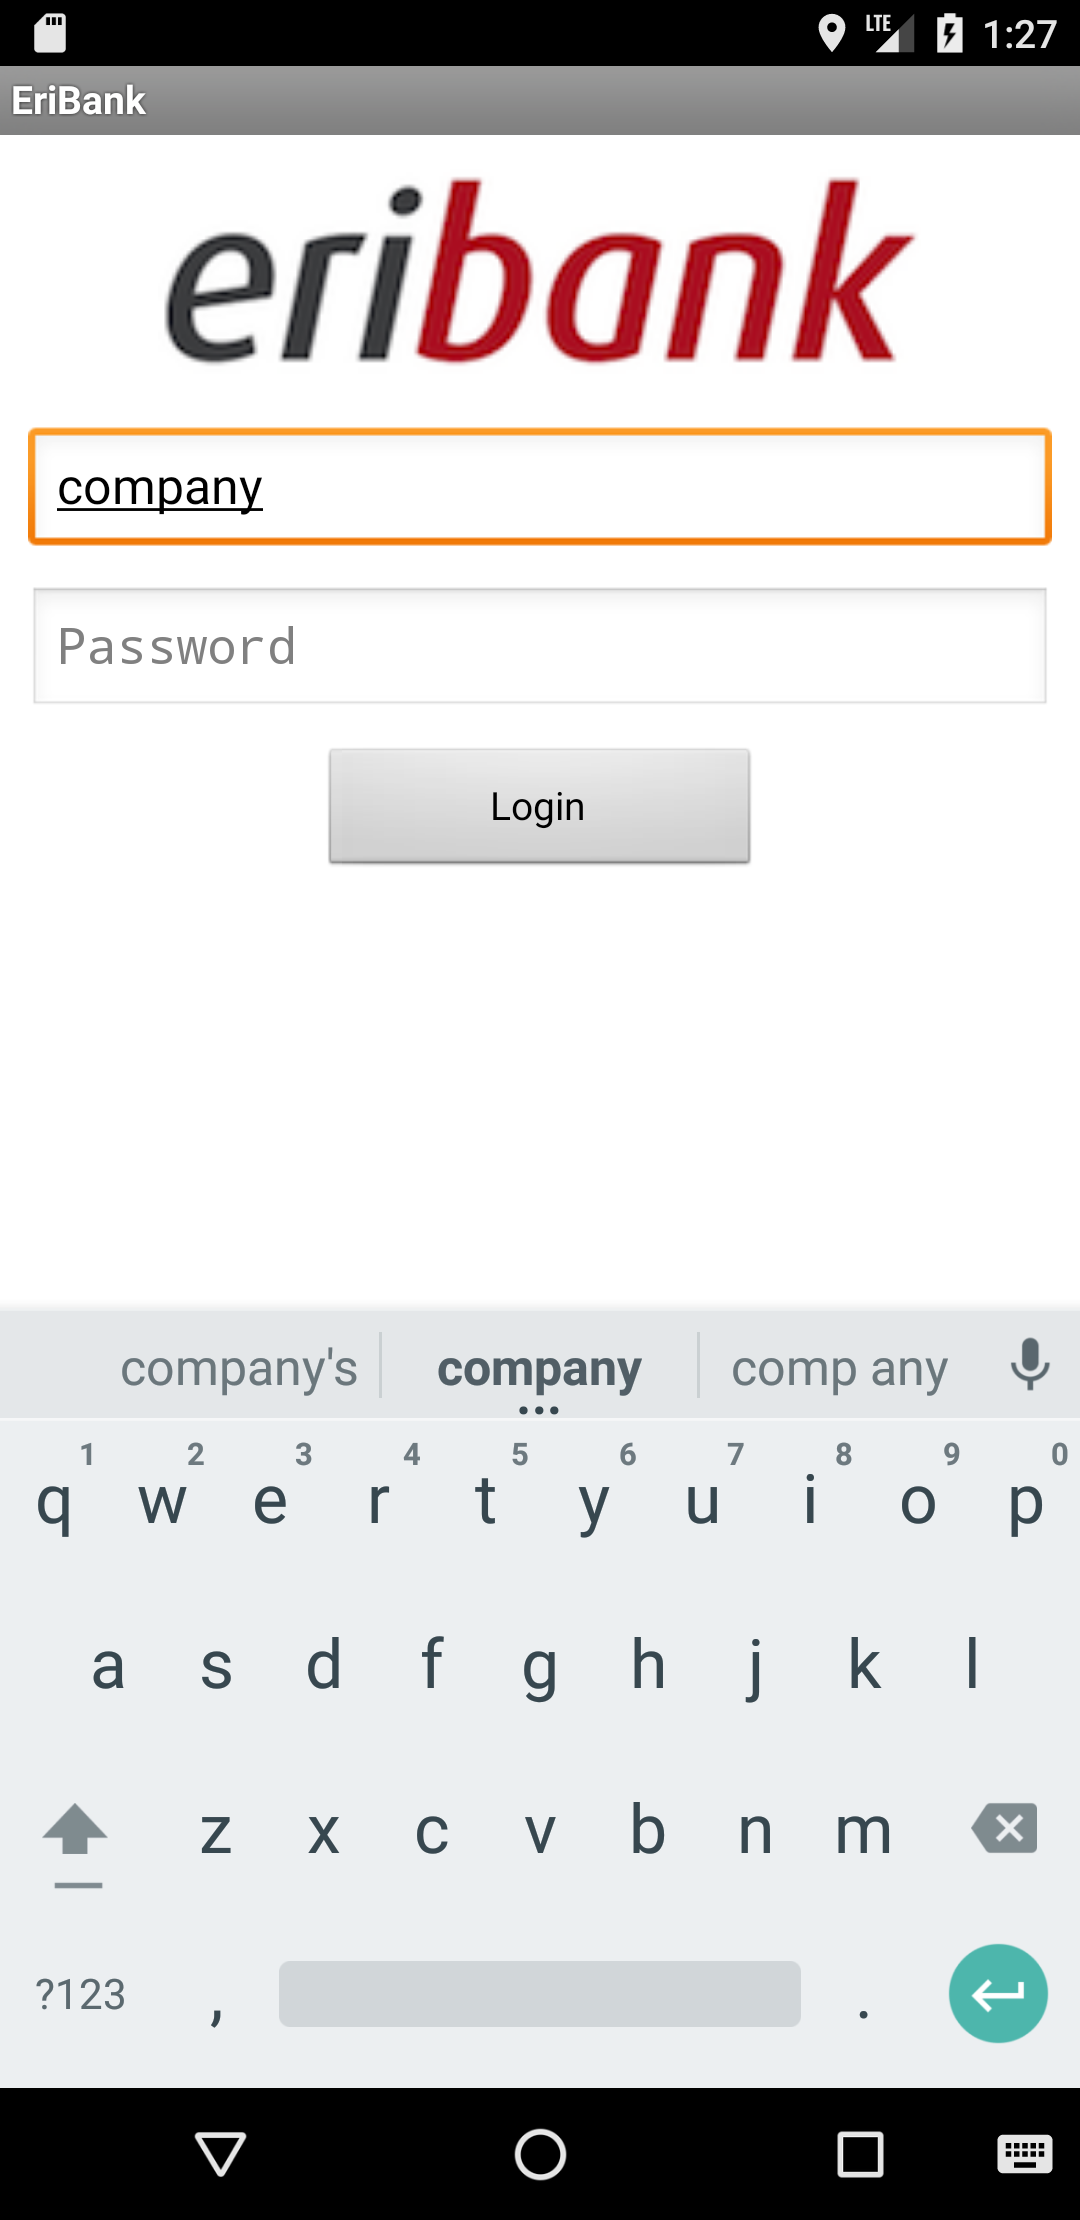 LTE 1:27
EriBank
eribank
company
Password
Login
company's company comp any
1 2 3 4 5 6 7 8 9 0
q w e r t y u i o p
a s d f g h j k l
z x c v b n m
?123 , .